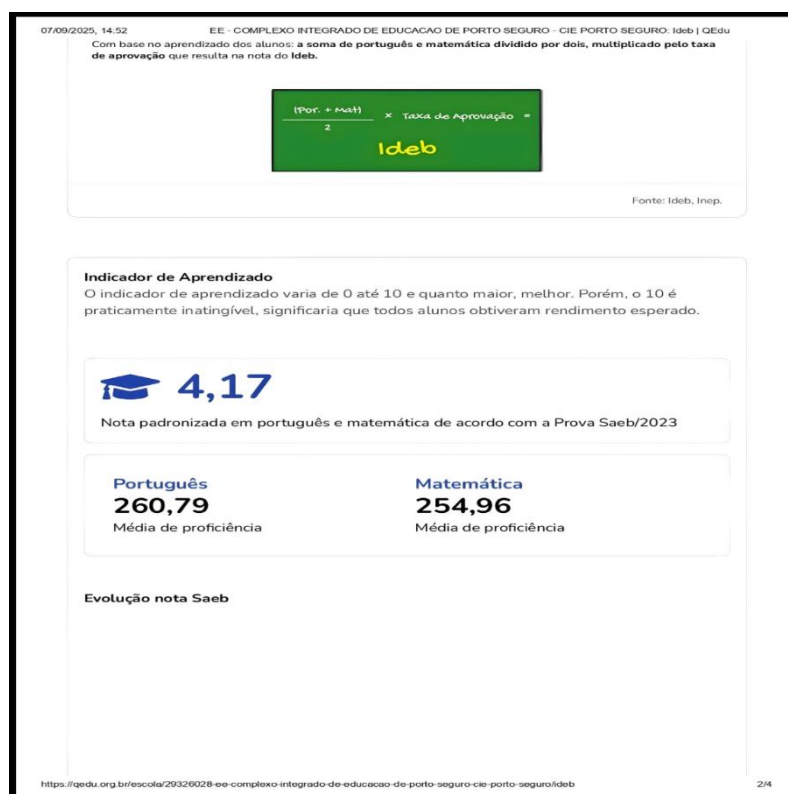 07/09/2025, 14:52 EE - COMPLEXO INTEGRADO DE EDUCACAO DE PORTO SEGURO - CIE PORTO SEGURO: Ideb | QEdu
Com base no aprendizado dos alunos: a soma de português e matemática dividido por dois, multiplicado pelo taxa
de aprovação que resulta na nota do Ideb.
(Por. + Mat)
2
x Taxa de Aprovação =
Ideb
Fonte: Ideb, Inep.
Indicador de Aprendizado
O indicador de aprendizado varia de 0 até 10 e quanto maior, melhor. Porém, o 10 é
praticamente inatingível, significaria que todos alunos obtiveram rendimento esperado.
4,17
Nota padronizada em português e matemática de acordo com a Prova Saeb/2023
Português Matemática
260,79 254,96
Média de proficiência Média de proficiência
Evolução nota Saeb
https://qedu.org.br/escola/29326028-ee-complexo-integrado-de-educacao-de-porto-seguro-cie-porto-seguro/ideb 2/4